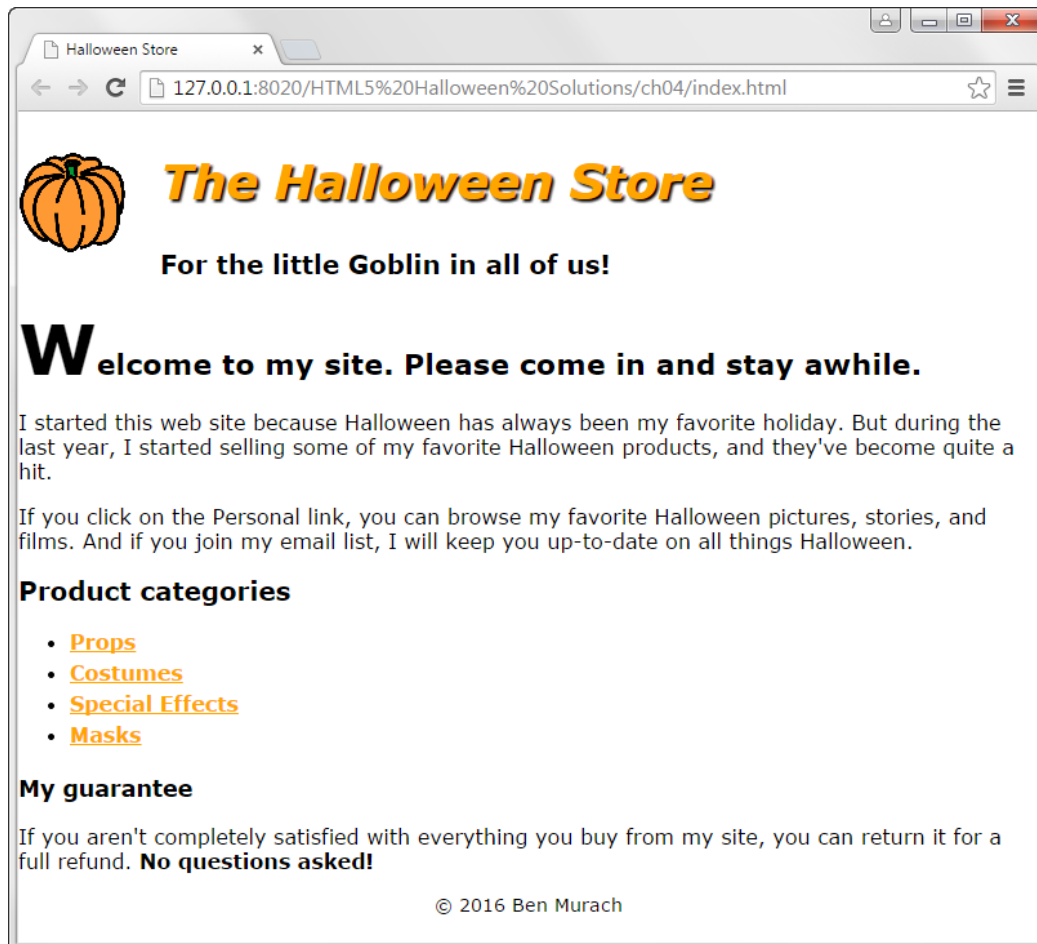 Halloween Store
127.0.0.1:8020/HTML5%20Halloween%20Solutions/ch04/index.html
The Halloween Store
For the little Goblin in all of us!
Welcome to my site. Please come in and stay awhile.
I started this web site because Halloween has always been my favorite holiday. But during the
last year, I started selling some of my favorite Halloween products, and they've become quite a
hit.
If you click on the Personal link, you can browse my favorite Halloween pictures, stories, and
films. And if you join my email list, I will keep you up-to-date on all things Halloween.
Product categories
• Props
• Costumes
• Special Effects
• Masks
My guarantee
If you aren't completely satisfied with everything you buy from my site, you can return it for a
full refund. No questions asked!
© 2016 Ben Murach